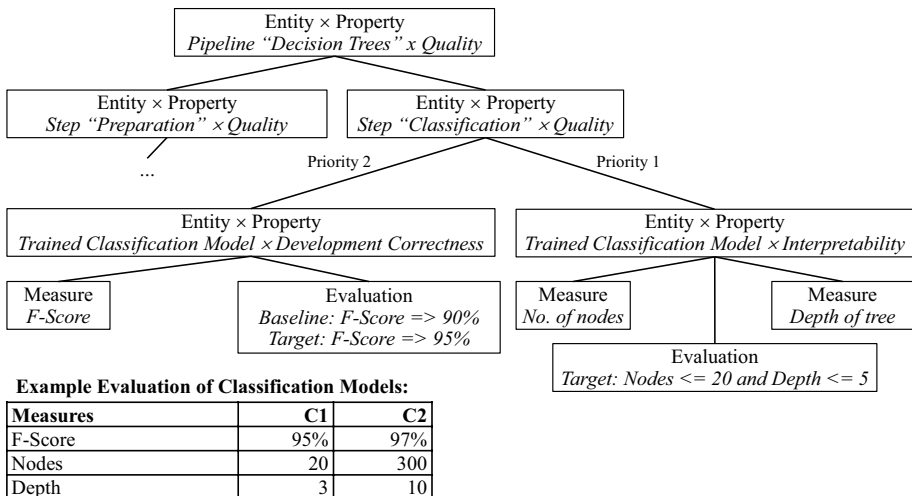 Entity × Property
Pipeline “Decision Trees” x Quality
Entity × Property
Step “Preparation” × Quality
Entity × Property
Step “Classification” × Quality
...
Priority 2
Priority 1
Entity × Property
Trained Classification Model × Development Correctness
Entity × Property
Trained Classification Model × Interpretability
Measure
F-Score
Evaluation
Baseline: F-Score => 90%
Target: F-Score => 95%
Measure
No. of nodes
Measure
Depth of tree
Evaluation
Target: Nodes <= 20 and Depth <= 5
Example Evaluation of Classification Models:
Measures C1 C2
F-Score 95% 97%
Nodes 20 300
Depth 3 10